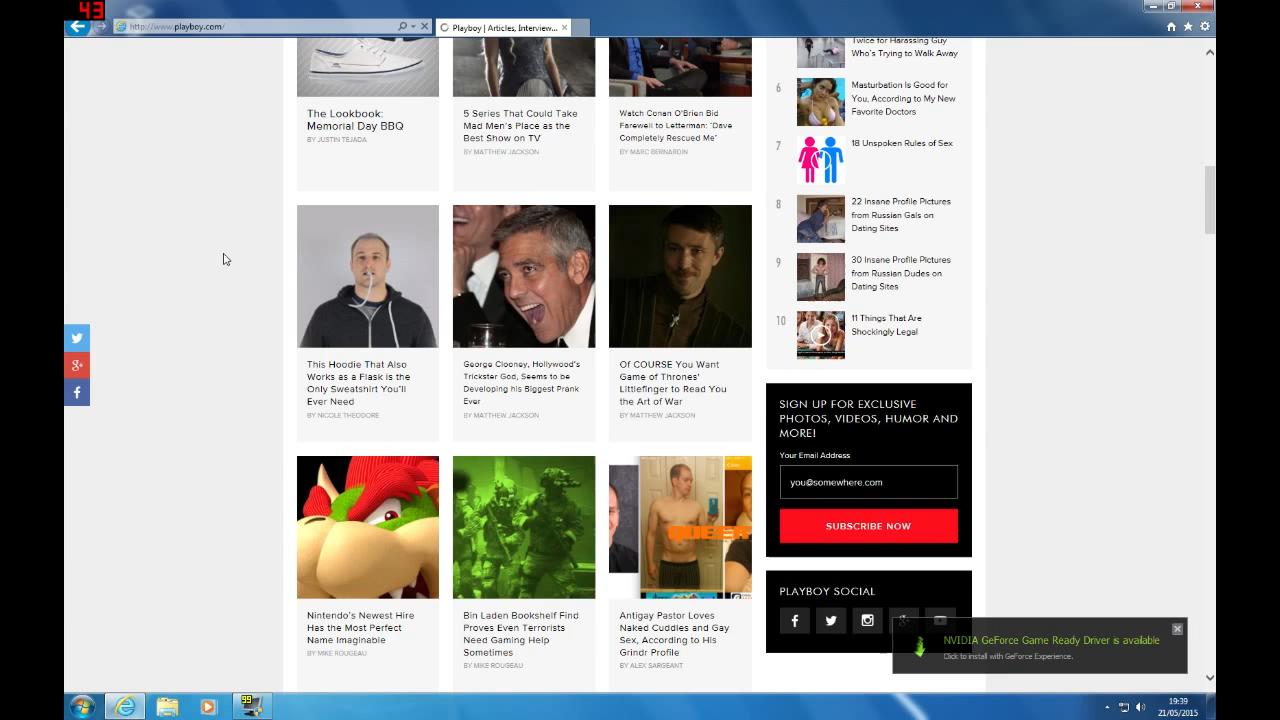 43
http://www.playboy.com/
Playboy | Articles, Interview...
The Lookbook:
Memorial Day BBQ
BY JUSTIN TEJADA
5 Series That Could Take
Mad Men's Place as the
Best Show on TV
BY MATTHEW JACKSON
Watch Conan O'Brien Bid
Farewell to Letterman: "Dave
Completely Rescued Me"
BY MARC BERNARDIN
This Hoodie That Also
Works as a Flask is the
Only Sweatshirt You'll
Ever Need
BY NICOLE THEODORE
George Clooney, Hollywood's
Trickster God, Seems to be
Developing his Biggest Prank
Ever
BY MATTHEW JACKSON
Of COURSE You Want
Game of Thrones'
Littlefinger to Read You
the Art of War
BY MATTHEW JACKSON
QUEER
Nintendo's Newest Hire
Has the Most Perfect
Name Imaginable
BY MIKE ROUGEAU
Bin Laden Bookshelf Find
Proves Even Terrorists
Need Gaming Help
Sometimes
BY MIKE ROUGEAU
Antigay Pastor Loves
Naked Cuddles and Gay
Sex, According to His
Grindr Profile
BY ALEX SARGEANT
Twice for Harassing Guy
Who's Trying to Walk Away
6
Masturbation Is Good for
You, According to My New
Favorite Doctors
7
18 Unspoken Rules of Sex
8
22 Insane Profile Pictures
from Russian Gals on
Dating Sites
9
30 Insane Profile Pictures
from Russian Dudes on
Dating Sites
10
11 Things That Are
Shockingly Legal
SIGN UP FOR EXCLUSIVE
PHOTOS, VIDEOS, HUMOR AND
MORE!
Your Email Address
you@somewhere.com
SUBSCRIBE NOW
PLAYBOY SOCIAL
NVIDIA GeForce Game Ready Driver is available
Click to install with GeForce Experience.
99
19:39
21/05/2015